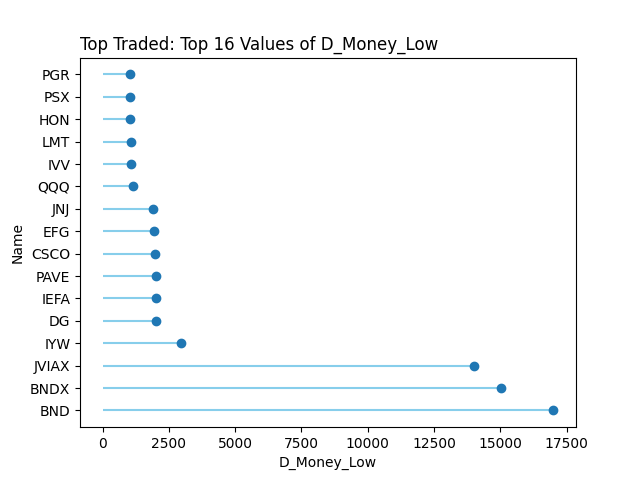 Top Traded: Top 16 Values of D_Money_Low
PGR
PSX
HON
LMT
IVV
QQQ
JNJ
EFG
CSCO
PAVE
IEFA
DG
IYW
JVIAX
BNDX
BND
Name
0 2500 5000 7500 10000 12500 15000 17500
D_Money_Low